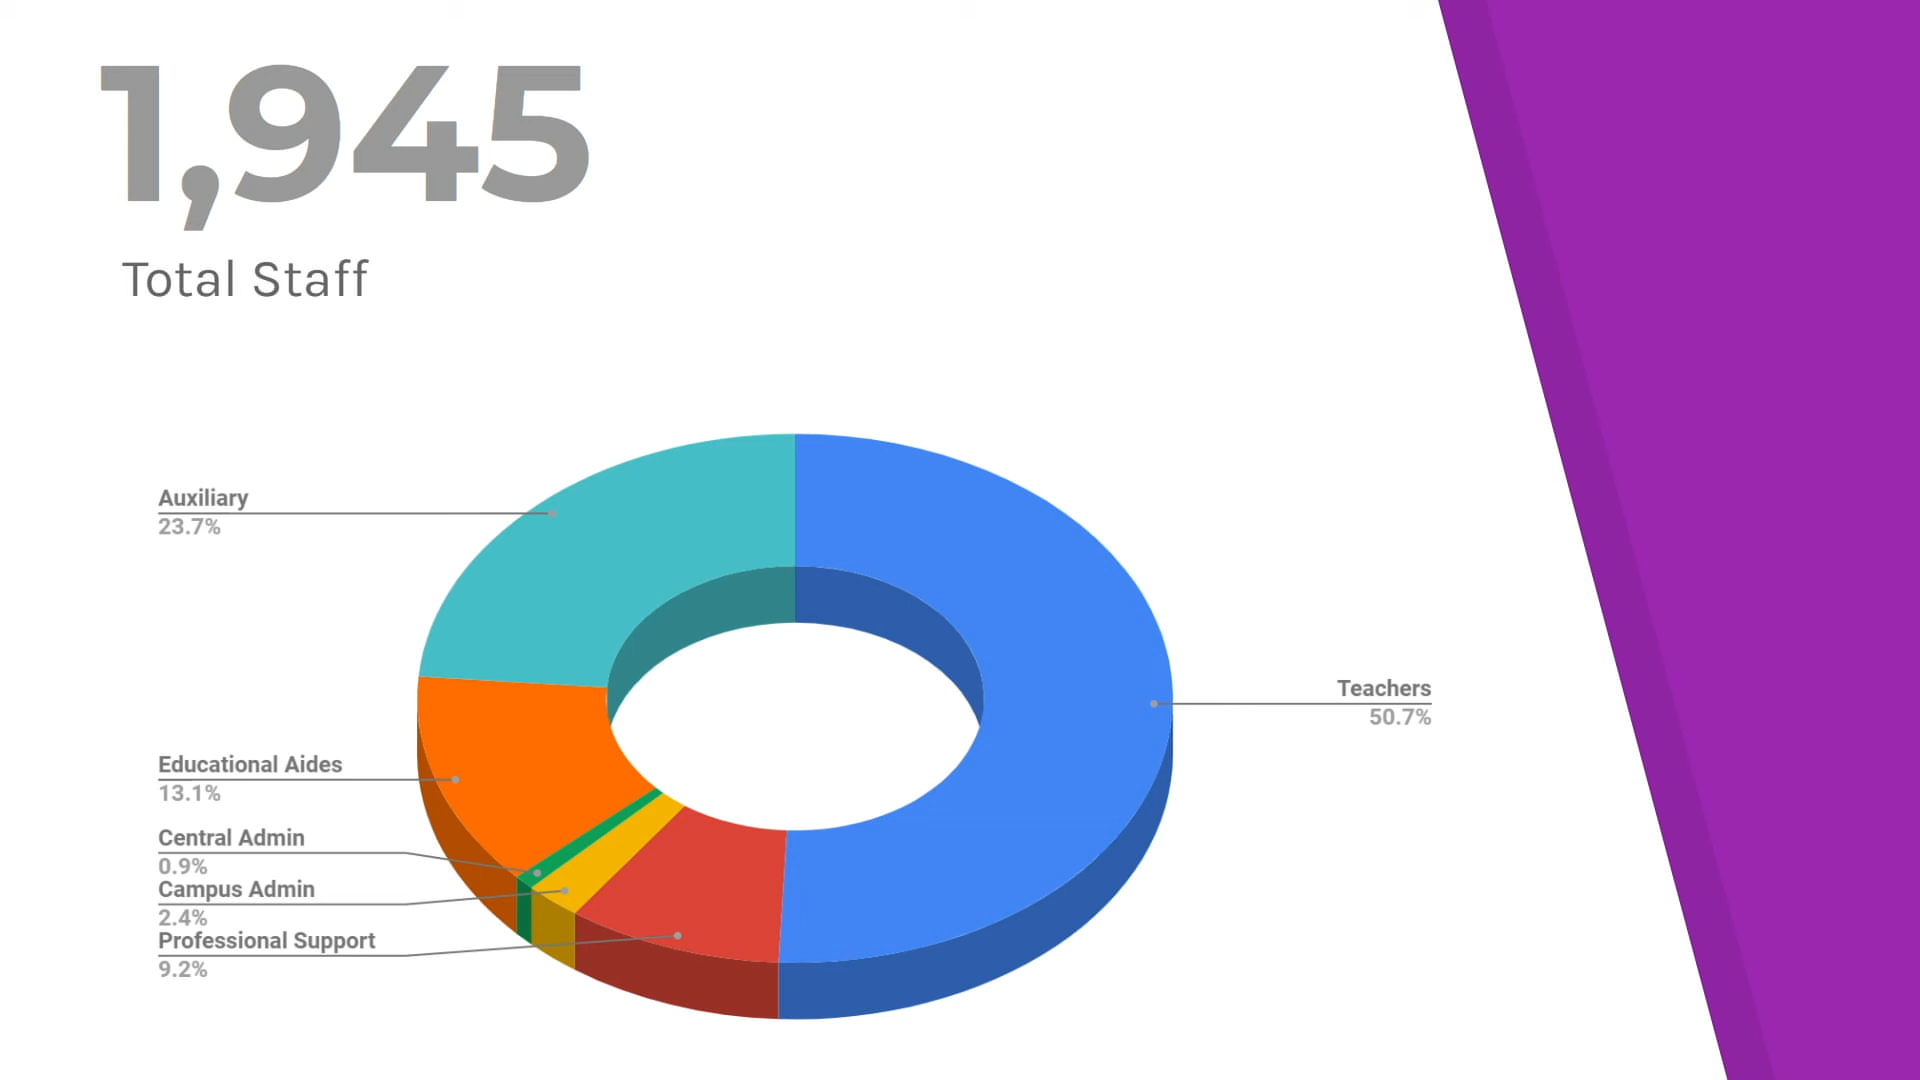 1,945
Total Staff
Auxiliary
23.7%
Teachers
50.7%
Educational Aides
13.1%
Central Admin
0.9%
Campus Admin
2.4%
Professional Support
9.2%